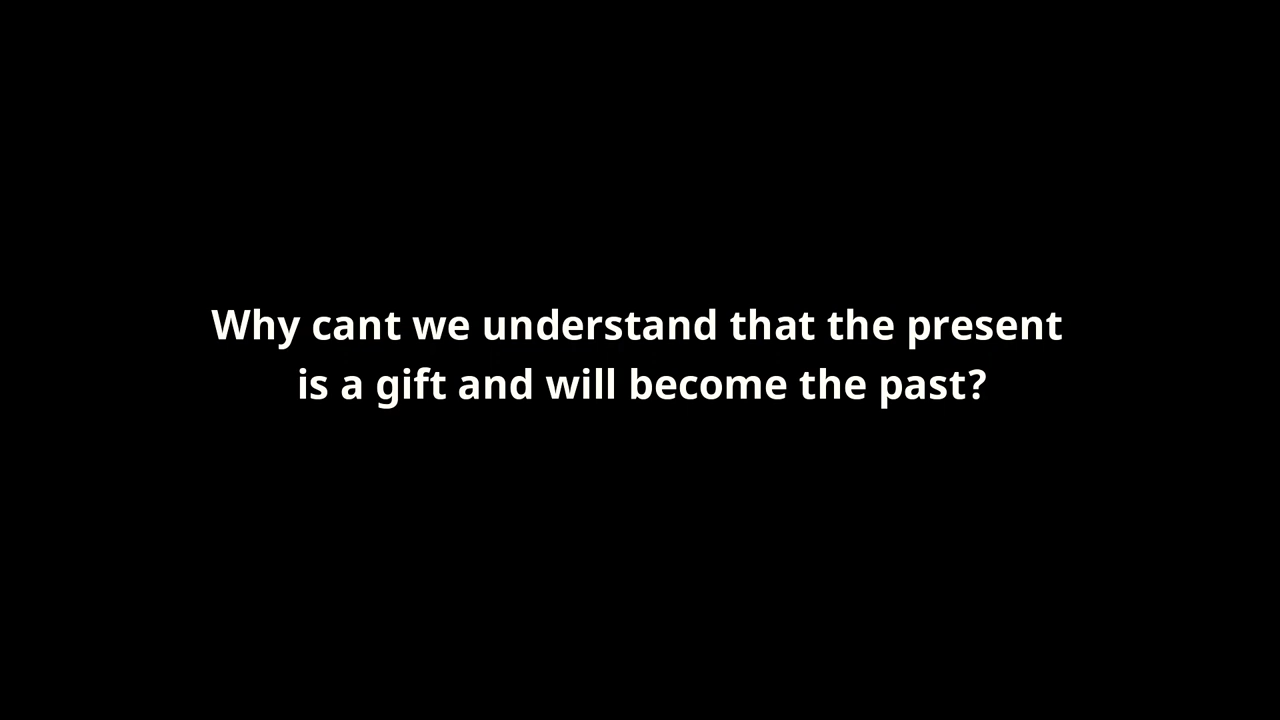 Why cant we understand that the present
is a gift and will become the past?